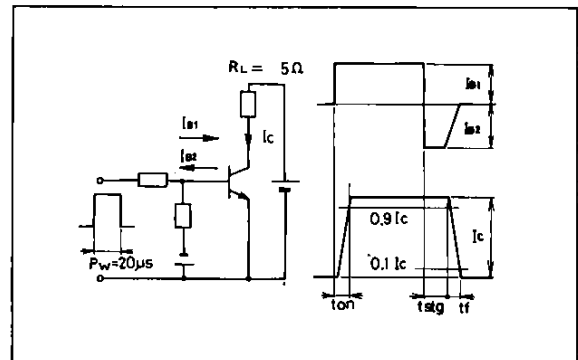 RL = 5Ω
IB1
IB2
Ic
Pw=20μs
IB1
IB2
0.9 Ic
0.1 Ic
Ic
ton
tstg
tf